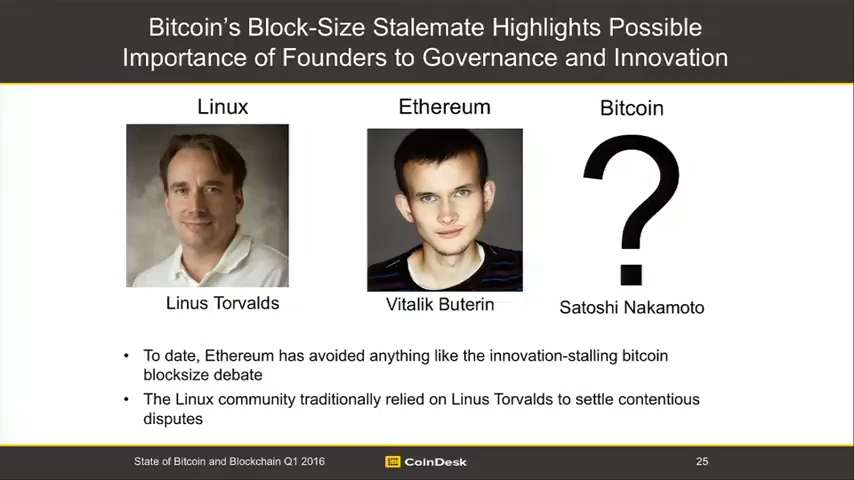 Bitcoin’s Block-Size Stalemate Highlights Possible
Importance of Founders to Governance and Innovation
Linux
Ethereum
Bitcoin
?
Linus Torvalds
Vitalik Buterin
Satoshi Nakamoto
• To date, Ethereum has avoided anything like the innovation-stalling bitcoin
blocksize debate
• The Linux community traditionally relied on Linus Torvalds to settle contentious
disputes
State of Bitcoin and Blockchain Q1 2016
CoinDesk
25